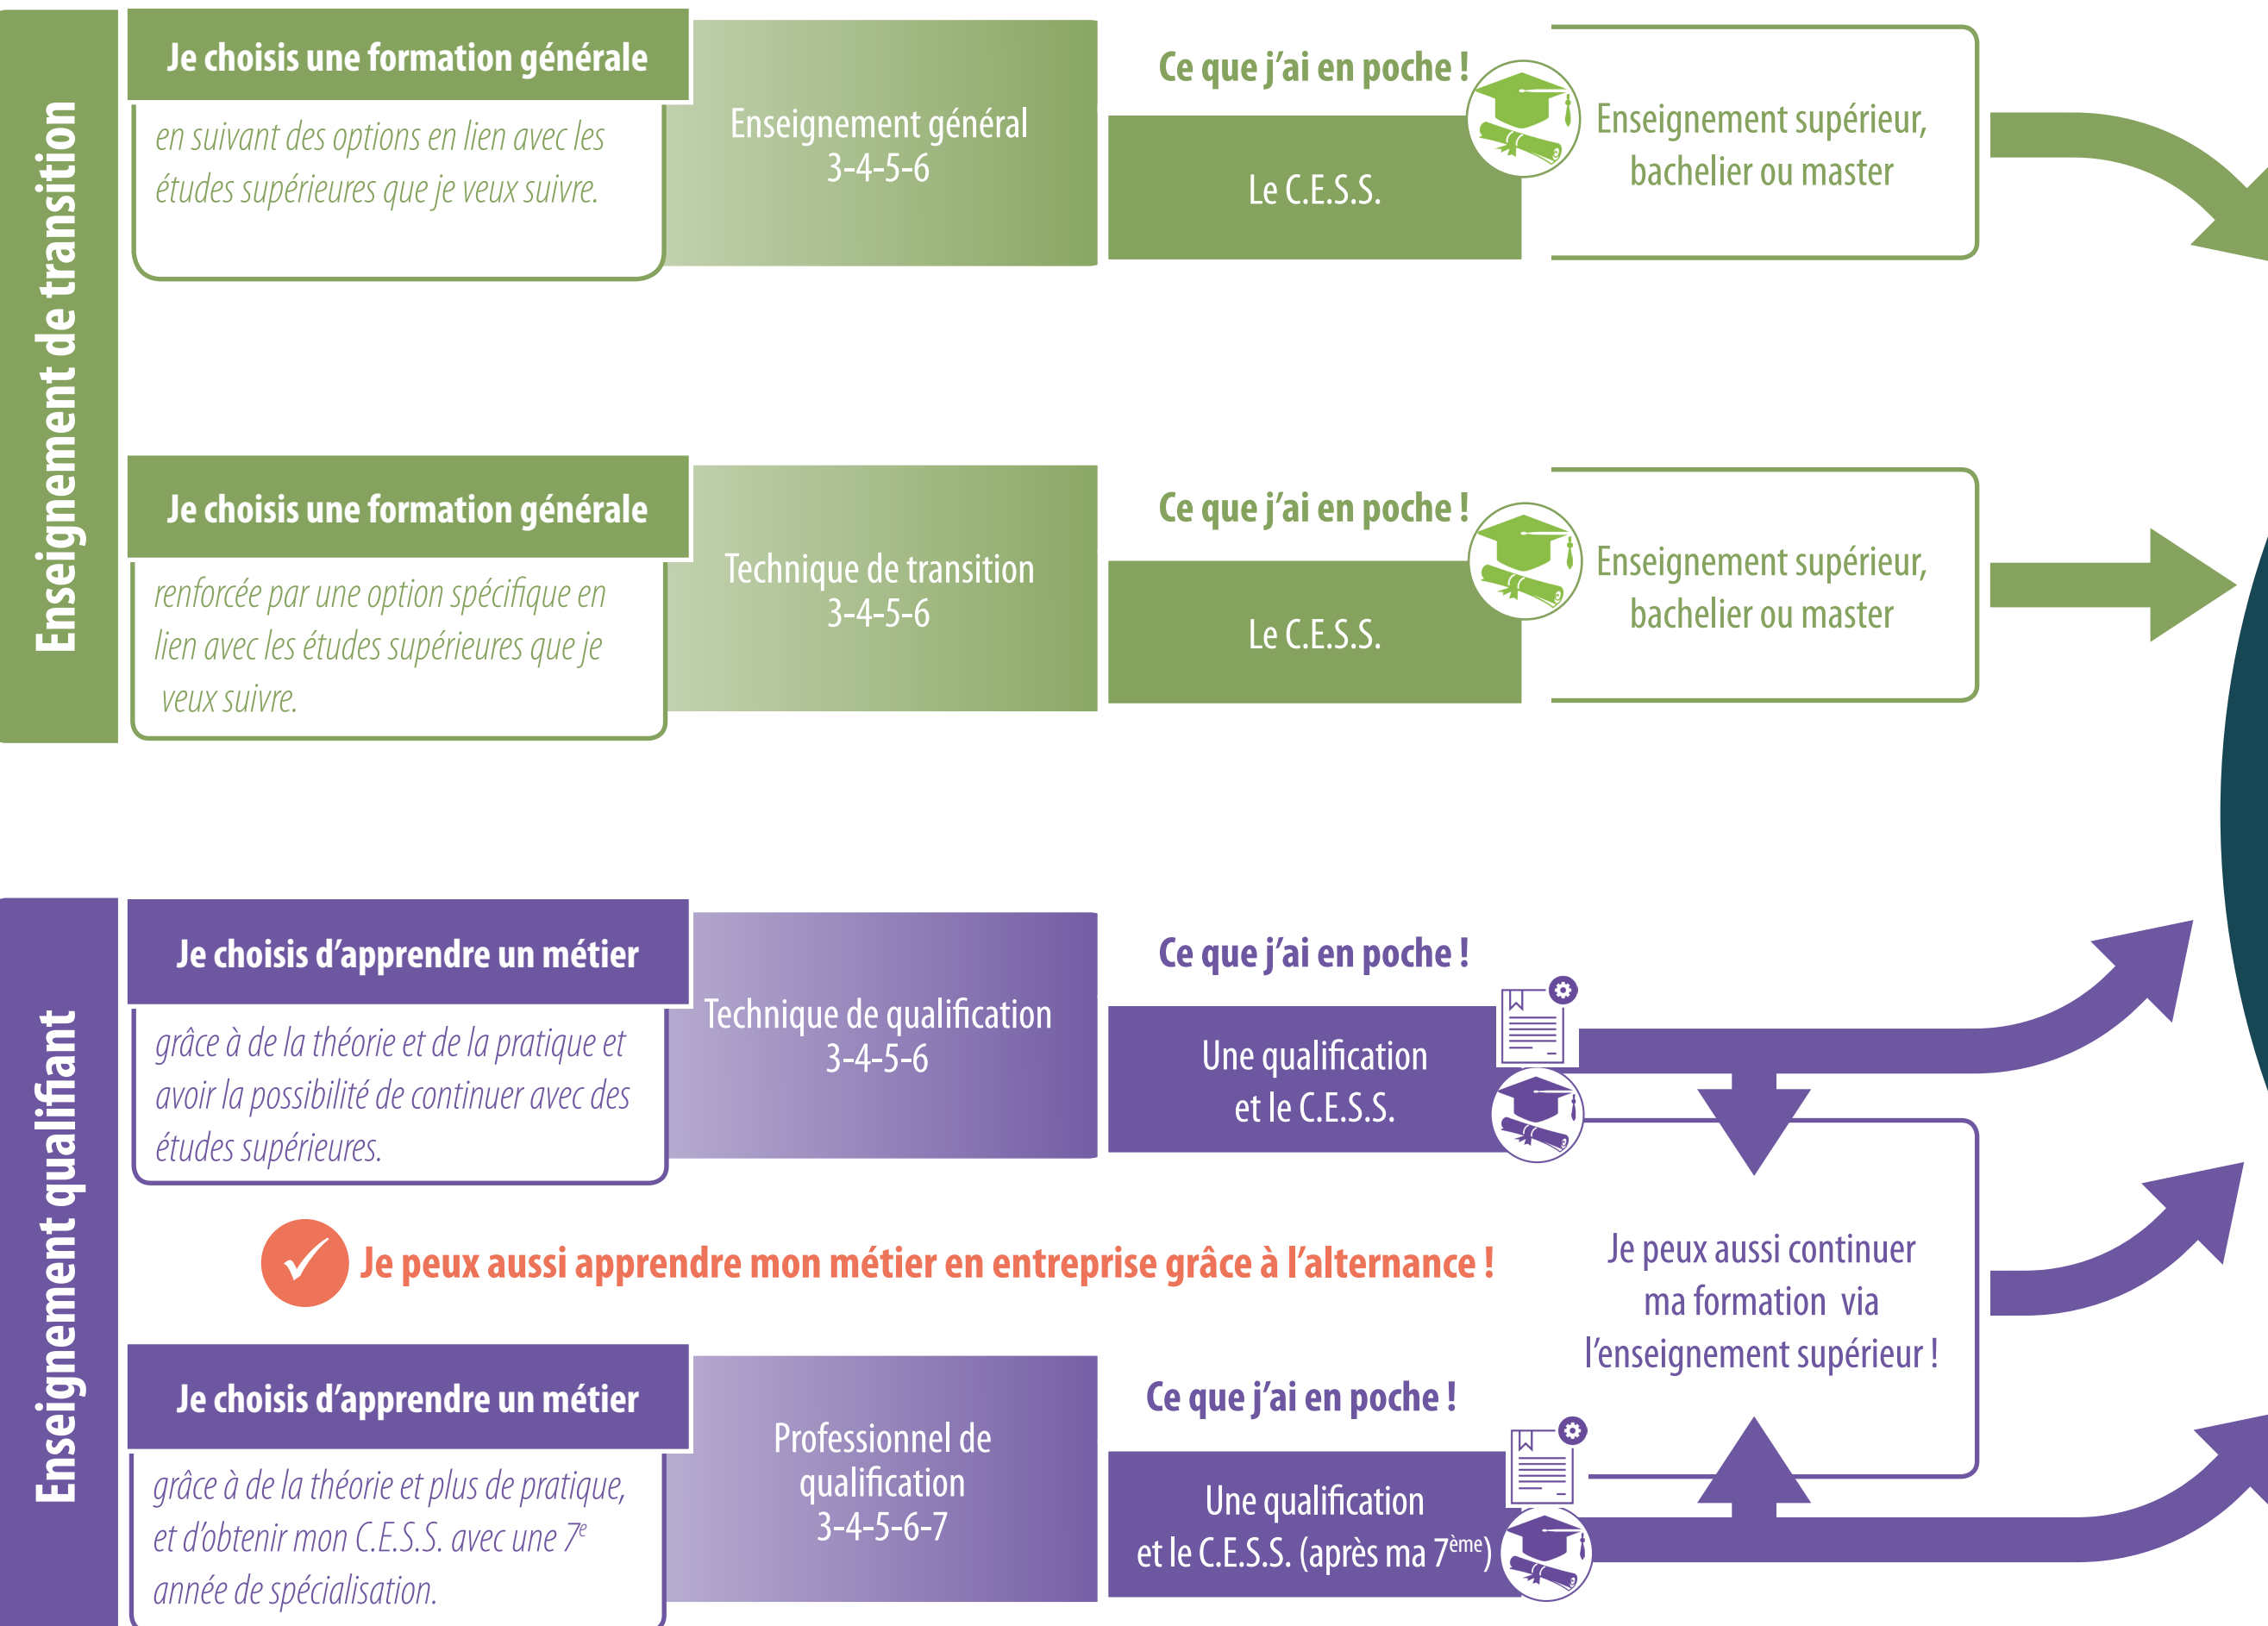 Enseignement de transition
Je choisis une formation générale
en suivant des options en lien avec les
études supérieures que je veux suivre.
Enseignement général
3-4-5-6
Ce que j’ai en poche !
Le C.E.S.S.
Enseignement supérieur,
bachelier ou master
Je choisis une formation générale
renforcée par une option spécifique en
lien avec les études supérieures que je
veux suivre.
Technique de transition
3-4-5-6
Ce que j’ai en poche !
Le C.E.S.S.
Enseignement supérieur,
bachelier ou master
Enseignement qualifiant
Je choisis d’apprendre un métier
grâce à de la théorie et de la pratique et
avoir la possibilité de continuer avec des
études supérieures.
Technique de qualification
3-4-5-6
Ce que j’ai en poche !
Une qualification
et le C.E.S.S.
Je peux aussi apprendre mon métier en entreprise grâce à l’alternance !
Je peux aussi continuer
ma formation via
l’enseignement supérieur !
Je choisis d’apprendre un métier
grâce à de la théorie et plus de pratique,
et d’obtenir mon C.E.S.S. avec une 7e
année de spécialisation.
Professionnel de
qualification
3-4-5-6-7
Ce que j’ai en poche !
Une qualification
et le C.E.S.S. (après ma 7ème)